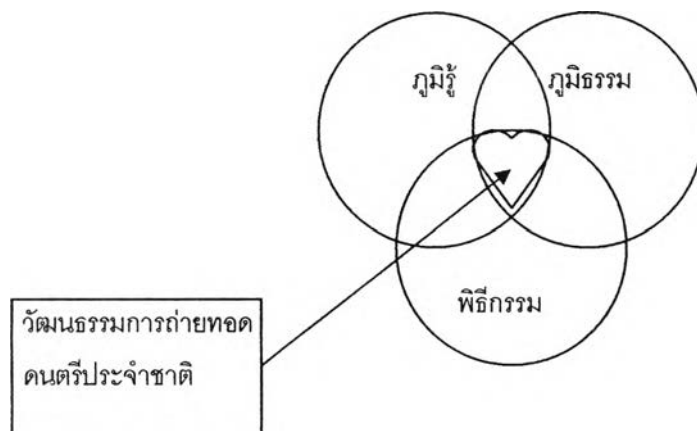 ภูมิรู้
ภูมิธรรม
พิธีกรรม
วัฒนธรรมการถ่ายทอด
ดนตรีประจำชาติ